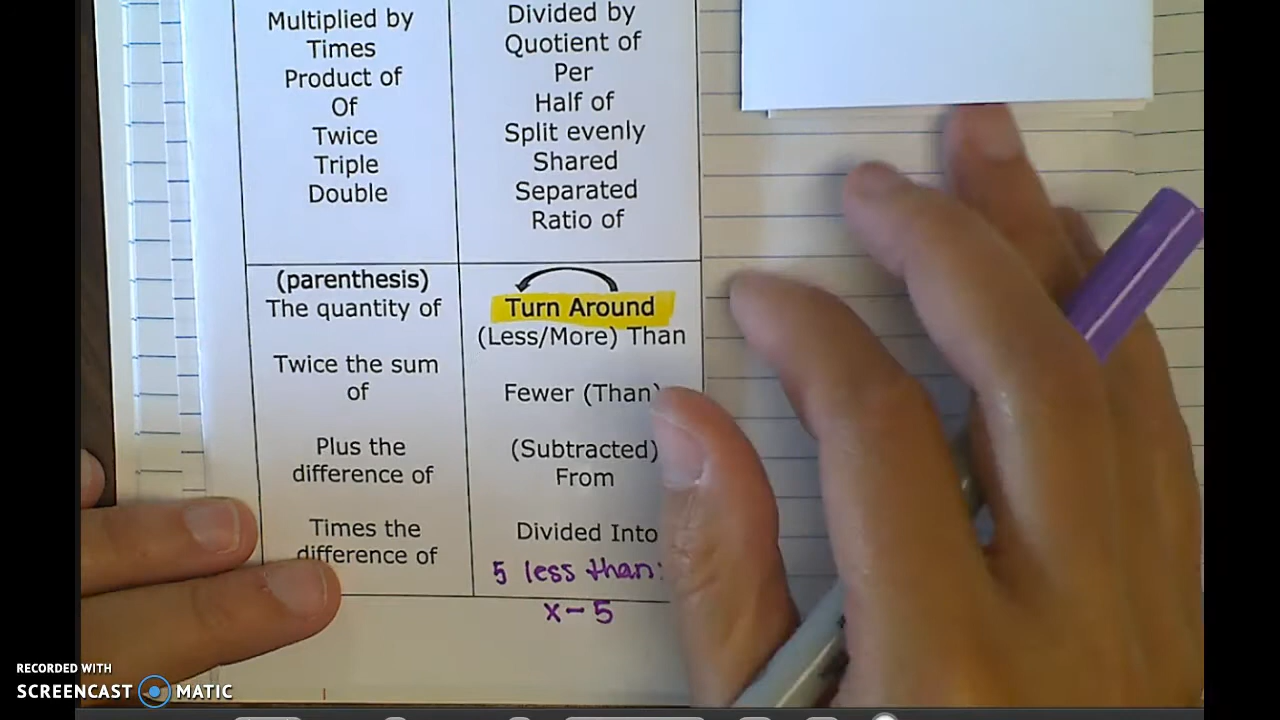 Multiplied by
Times
Product of
Of
Twice
Triple
Double
Divided by
Quotient of
Per
Half of
Split evenly
Shared
Separated
Ratio of
(parenthesis)
The quantity of
Twice the sum
of
Plus the
difference of
Times the
difference of
Turn Around
(Less/More) Than
Fewer (Than)
(Subtracted)
From
Divided Into
5 less than:
x - 5
RECORDED WITH
SCREENCAST MATIC